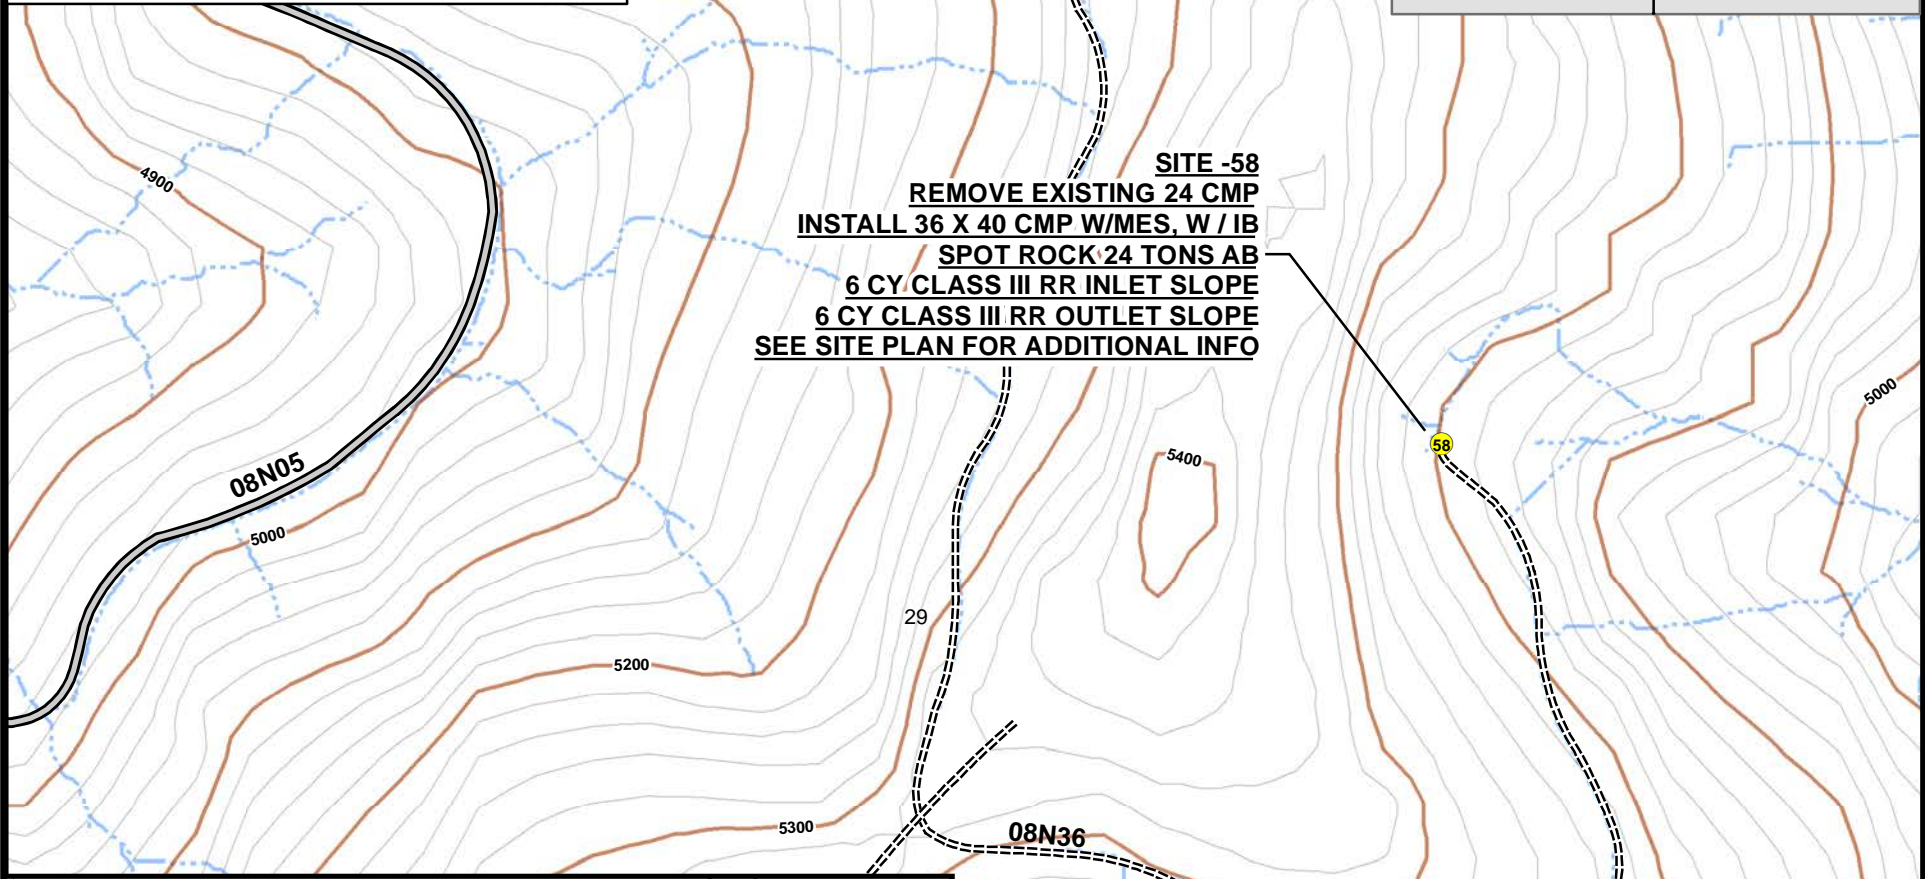 4900
SITE -58
REMOVE EXISTING 24 CMP
INSTALL 36 X 40 CMP W/MES, W / IB
SPOT ROCK 24 TONS AB
6 CY CLASS III RR INLET SLOPE
6 CY CLASS III RR OUTLET SLOPE
SEE SITE PLAN FOR ADDITIONAL INFO
5000
58
5400
08N05
5000
29
5200
5300
08N36